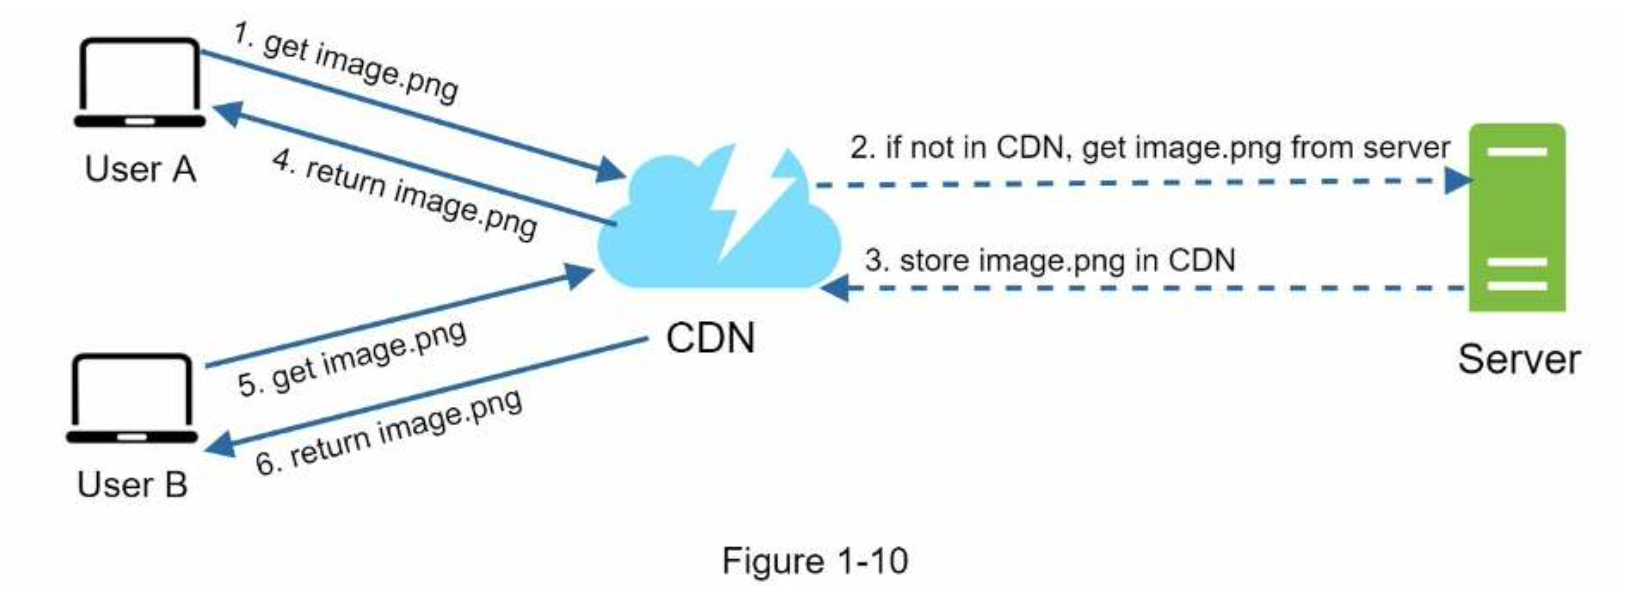 1. get image.png
User A
4. return image.png
2. if not in CDN, get image.png from server
3. store image.png in CDN
CDN
Server
5. get image.png
6. return image.png
User B
Figure 1-10